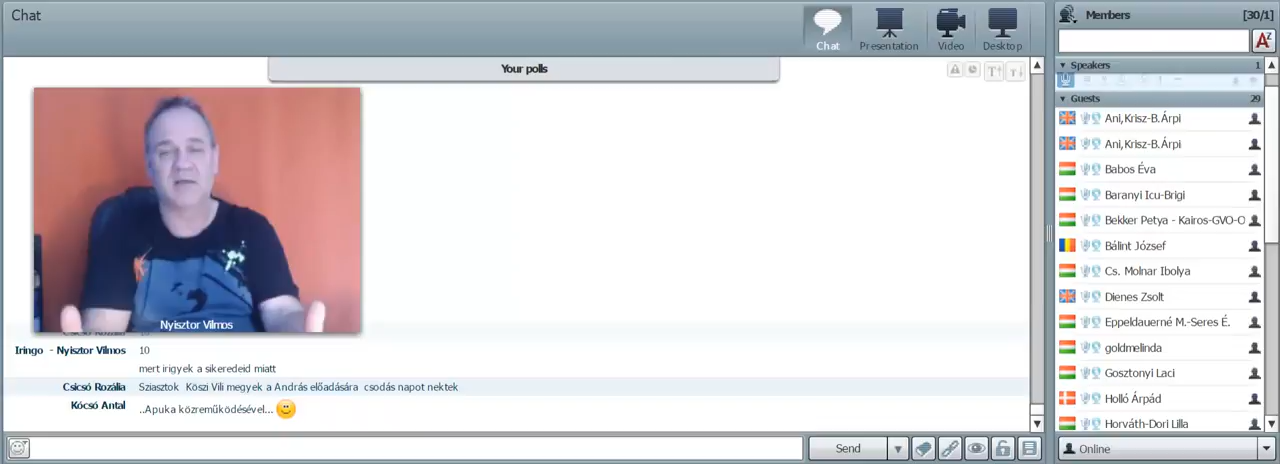 Chat
Chat
Presentation
Video
Desktop
Members
[30/1]
Your polls
Speakers 1
Guests 29
Ani,Krisz-B.Árpi
Ani,Krisz-B.Árpi
Babos Éva
Baranyi Icu-Brigi
Bekker Petya - Kairos-GVO-O
Bálint József
Cs. Molnar Ibolya
Dienes Zsolt
Eppeldauerné M.-Seres É.
goldmelinda
Gosztonyi Laci
Holló Árpád
Horváth-Dori Lilla
Nyisztor Vilmos
Csicsó Rozália 10
Iringo - Nyisztor Vilmos 10
mert irigyek a sikeredeid miatt
Csicsó Rozália Sziasztok Köszi Vili megyek a András előadására csodás napot nektek
Kócsó Antal ..Apuka közreműködésével...
Send
Online